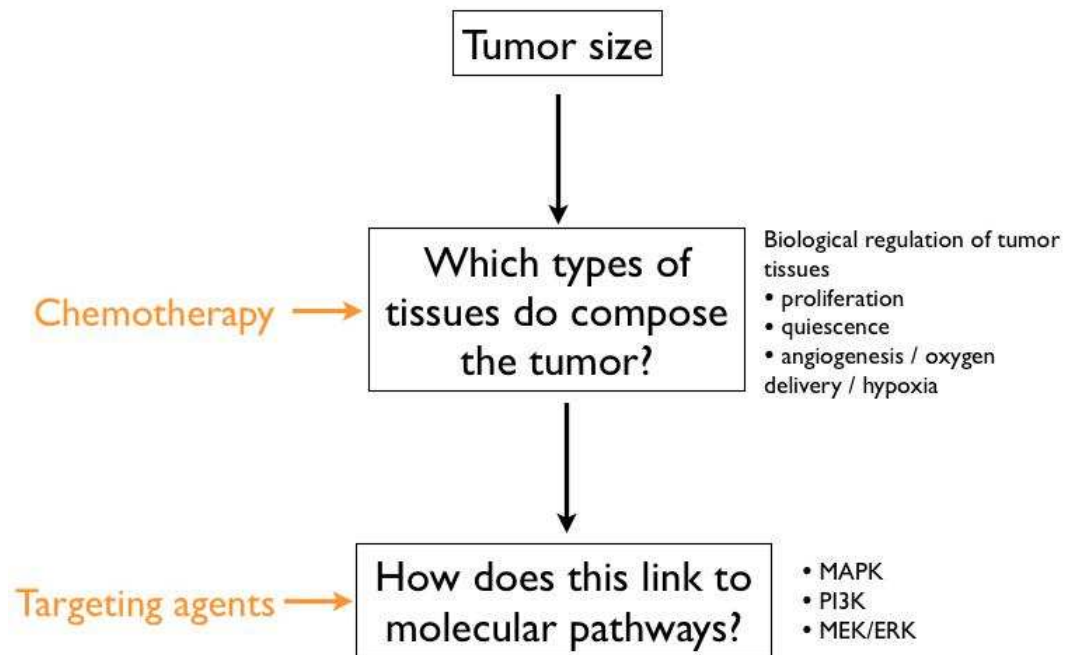 Tumor size
Chemotherapy
Which types of
tissues do compose
the tumor?
Biological regulation of tumor
tissues
• proliferation
• quiescence
• angiogenesis / oxygen
delivery / hypoxia
Targeting agents
How does this link to
molecular pathways?
• MAPK
• PI3K
• MEK/ERK